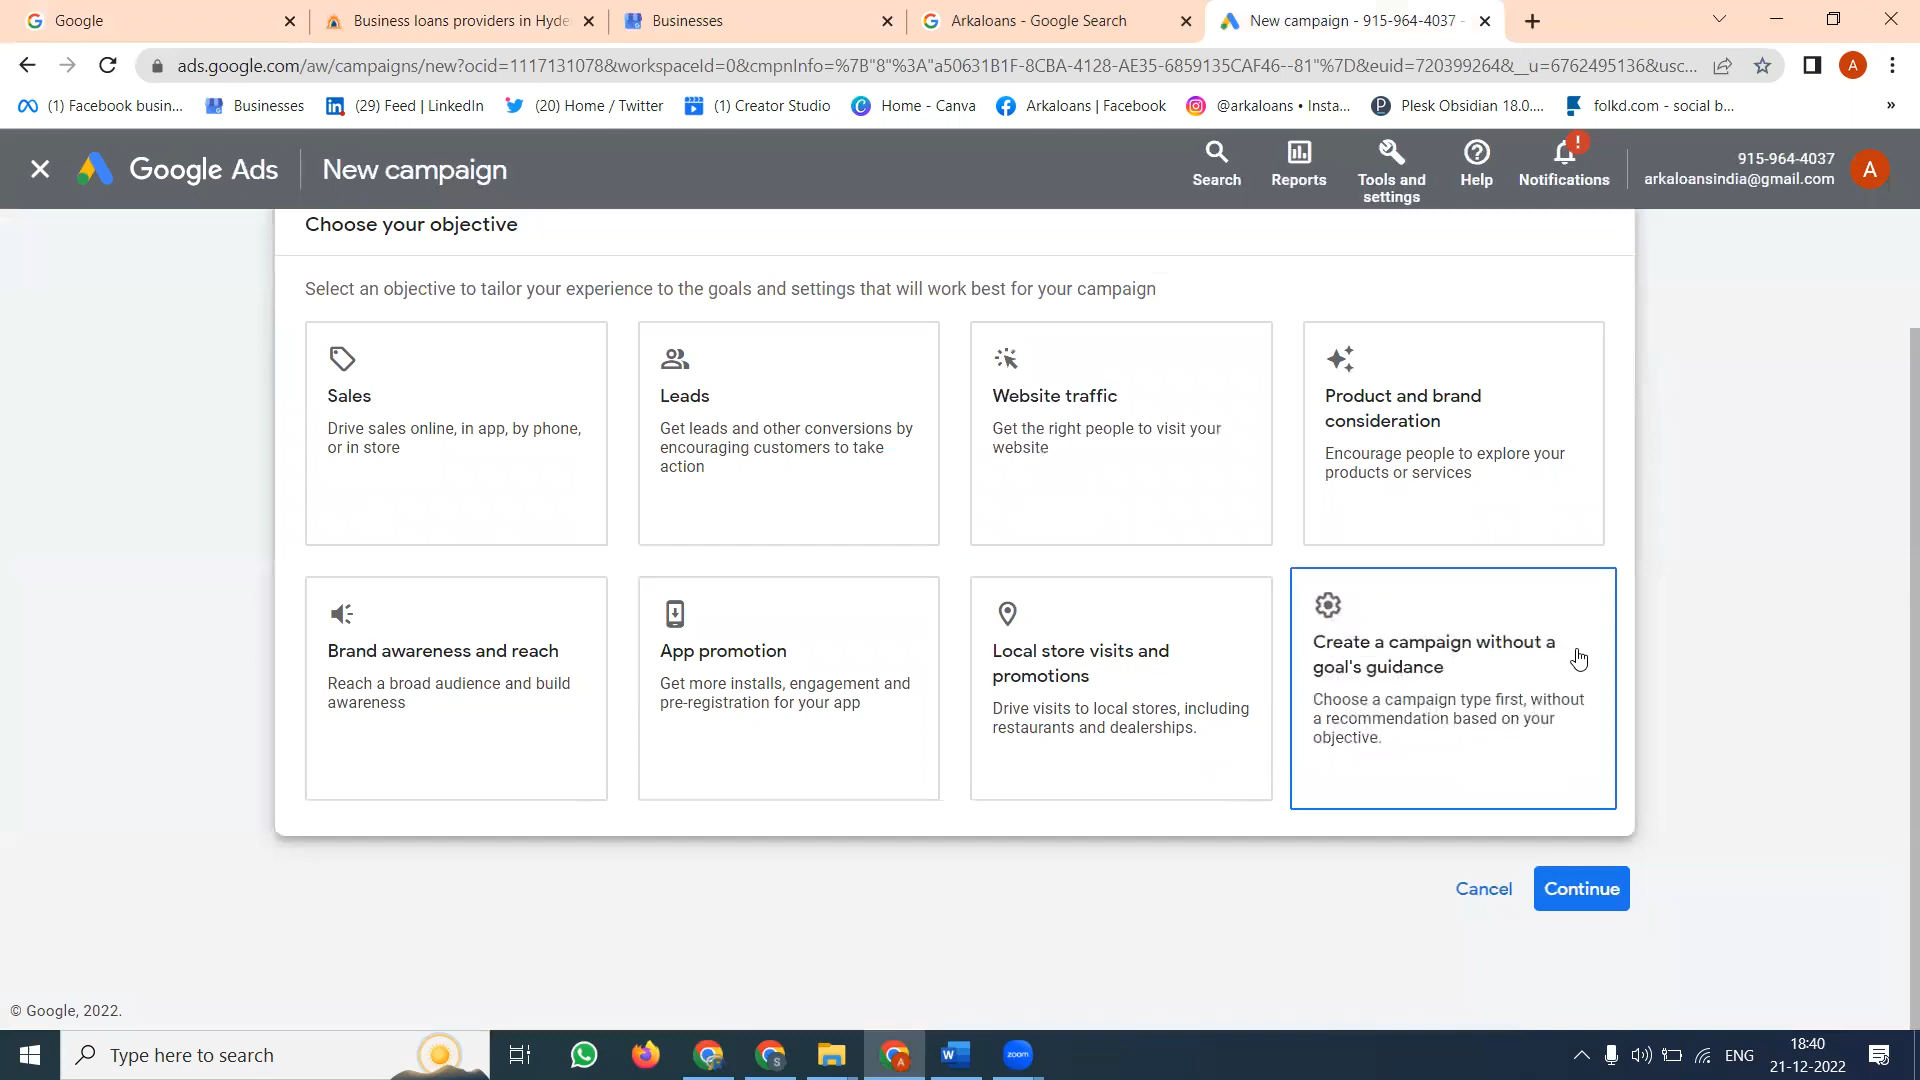 Google
Business loans providers in Hyde
Businesses
Arkaloans - Google Search
New campaign - 915-964-4037 -
ads.google.com/aw/campaigns/new?ocid=1117131078&workspaceId=0&cmpnInfo=%7B"8"%3A"a50631B1F-8CBA-4128-AE35-6859135CAF46--81"%7D&euid=720399264&__u=6762495136&usc...
A
(1) Facebook busin...
Businesses
(29) Feed | LinkedIn
(20) Home / Twitter
(1) Creator Studio
Home - Canva
Arkaloans | Facebook
@arkaloans • Insta...
Plesk Obsidian 18.0....
folkd.com - social b...
»
Google Ads
New campaign
Search
Reports
Tools and
settings
Help
!
Notifications
915-964-4037
arkaloansindia@gmail.com
A
Choose your objective
Select an objective to tailor your experience to the goals and settings that will work best for your campaign
Sales
Drive sales online, in app, by phone,
or in store
Leads
Get leads and other conversions by
encouraging customers to take
action
Website traffic
Get the right people to visit your
website
Product and brand
consideration
Encourage people to explore your
products or services
Brand awareness and reach
Reach a broad audience and build
awareness
App promotion
Get more installs, engagement and
pre-registration for your app
Local store visits and
promotions
Drive visits to local stores, including
restaurants and dealerships.
Create a campaign without a
goal's guidance
Choose a campaign type first, without
a recommendation based on your
objective.
Cancel
Continue
© Google, 2022.
Type here to search
S
A
W
zoom
ENG
18:40
21-12-2022